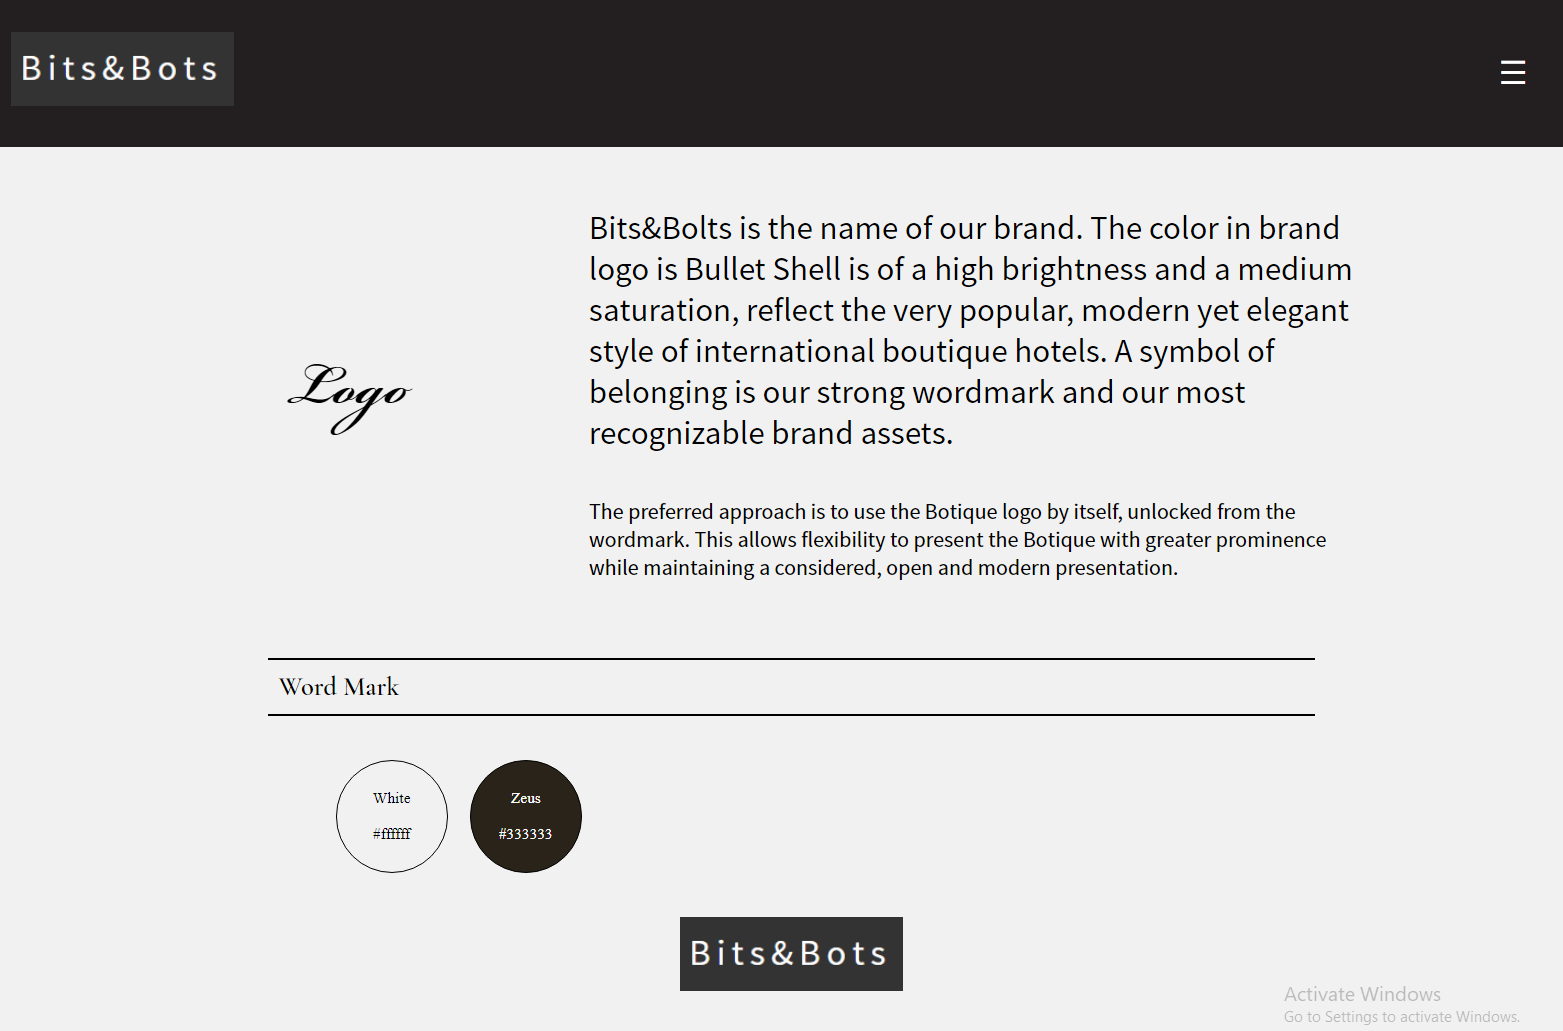 Bits&Bots
☰
Bits&Bolts is the name of our brand. The color in brand
logo is Bullet Shell is of a high brightness and a medium
saturation, reflect the very popular, modern yet elegant
style of international boutique hotels. A symbol of
belonging is our strong wordmark and our most
recognizable brand assets.
Logo
The preferred approach is to use the Botique logo by itself, unlocked from the
wordmark. This allows flexibility to present the Botique with greater prominence
while maintaining a considered, open and modern presentation.
Word Mark
White
#ffffff
Zeus
#333333
Bits&Bots
Activate Windows
Go to Settings to activate Windows.